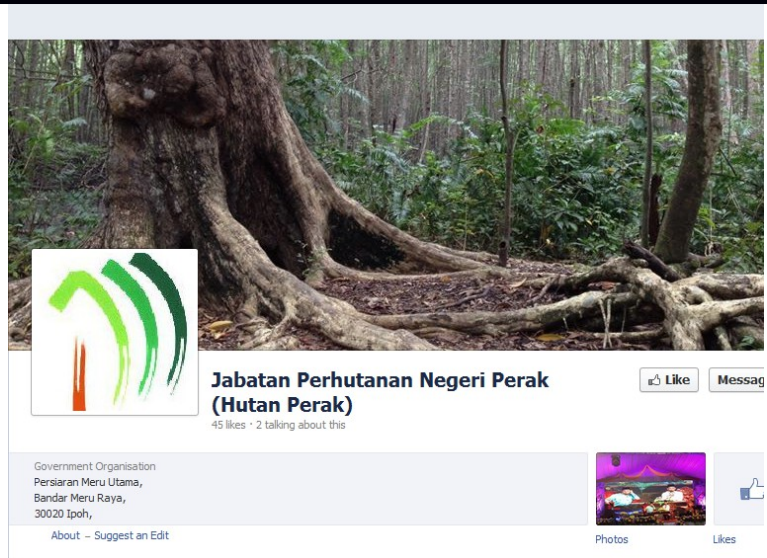 Jabatan Perhutanan Negeri Perak
(Hutan Perak)
Like
Messag
45 likes · 2 talking about this
Government Organisation
Persiaran Meru Utama,
Bandar Meru Raya,
30020 Ipoh,
About – Suggest an Edit
Photos
Likes